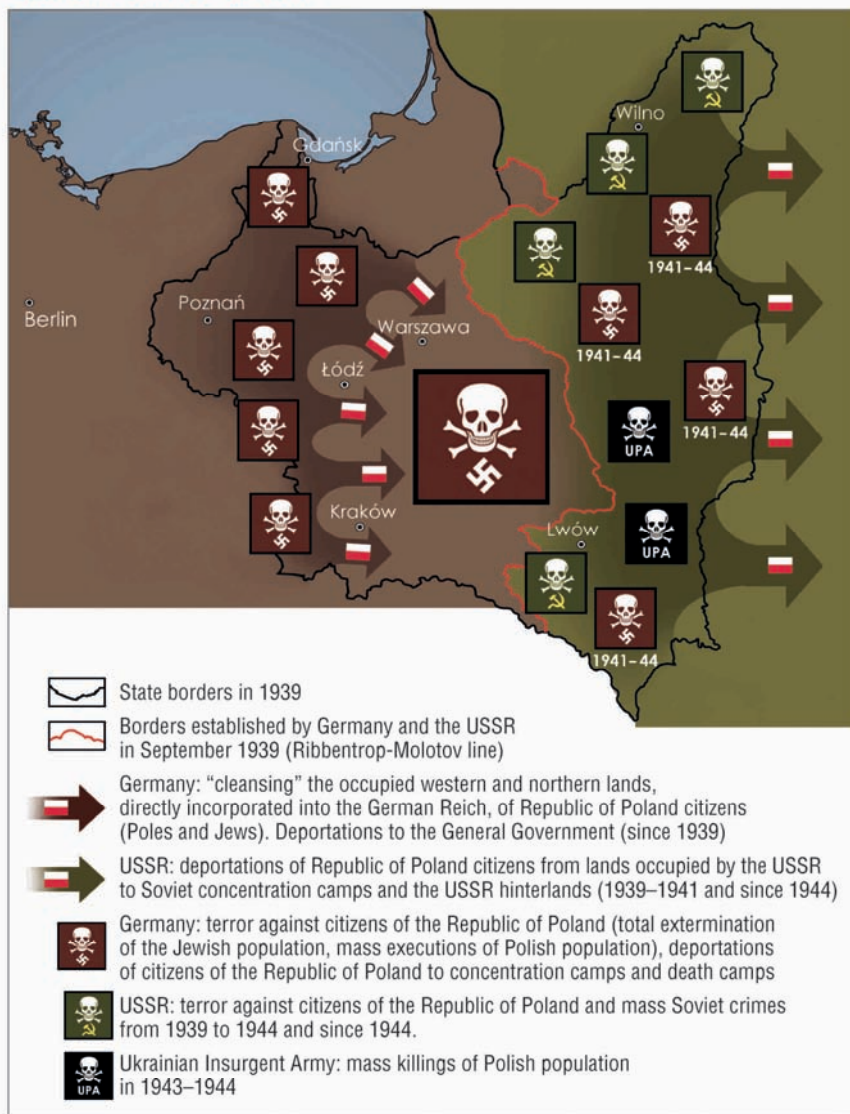 Wilno
Gdańsk
1941–44
Poznań
Berlin
Warszawa
1941–44
Łódź
1941–44
UPA
Kraków
Lwów
UPA
1941–44
State borders in 1939
Borders established by Germany and the USSR
in September 1939 (Ribbentrop-Molotov line)
Germany: “cleansing” the occupied western and northern lands,
directly incorporated into the German Reich, of Republic of Poland citizens
(Poles and Jews). Deportations to the General Government (since 1939)
USSR: deportations of Republic of Poland citizens from lands occupied by the USSR
to Soviet concentration camps and the USSR hinterlands (1939–1941 and since 1944)
Germany: terror against citizens of the Republic of Poland (total extermination
of the Jewish population, mass executions of Polish population), deportations
of citizens of the Republic of Poland to concentration camps and death camps
USSR: terror against citizens of the Republic of Poland and mass Soviet crimes
from 1939 to 1944 and since 1944.
Ukrainian Insurgent Army: mass killings of Polish population
in 1943–1944
UPA